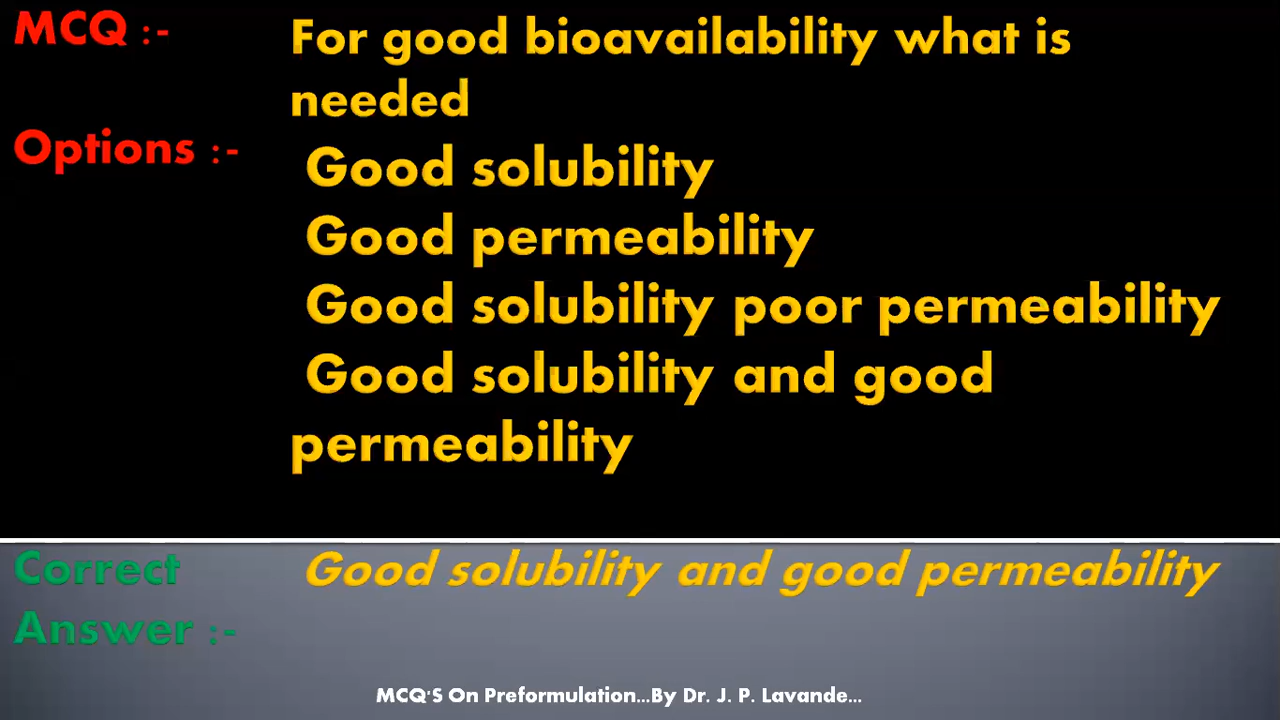 MCQ :-
For good bioavailability what is
needed
Options :-
Good solubility
Good permeability
Good solubility poor permeability
Good solubility and good
permeability
Correct
Answer :-
Good solubility and good permeability
MCQ'S On Preformulation...By Dr. J. P. Lavande...